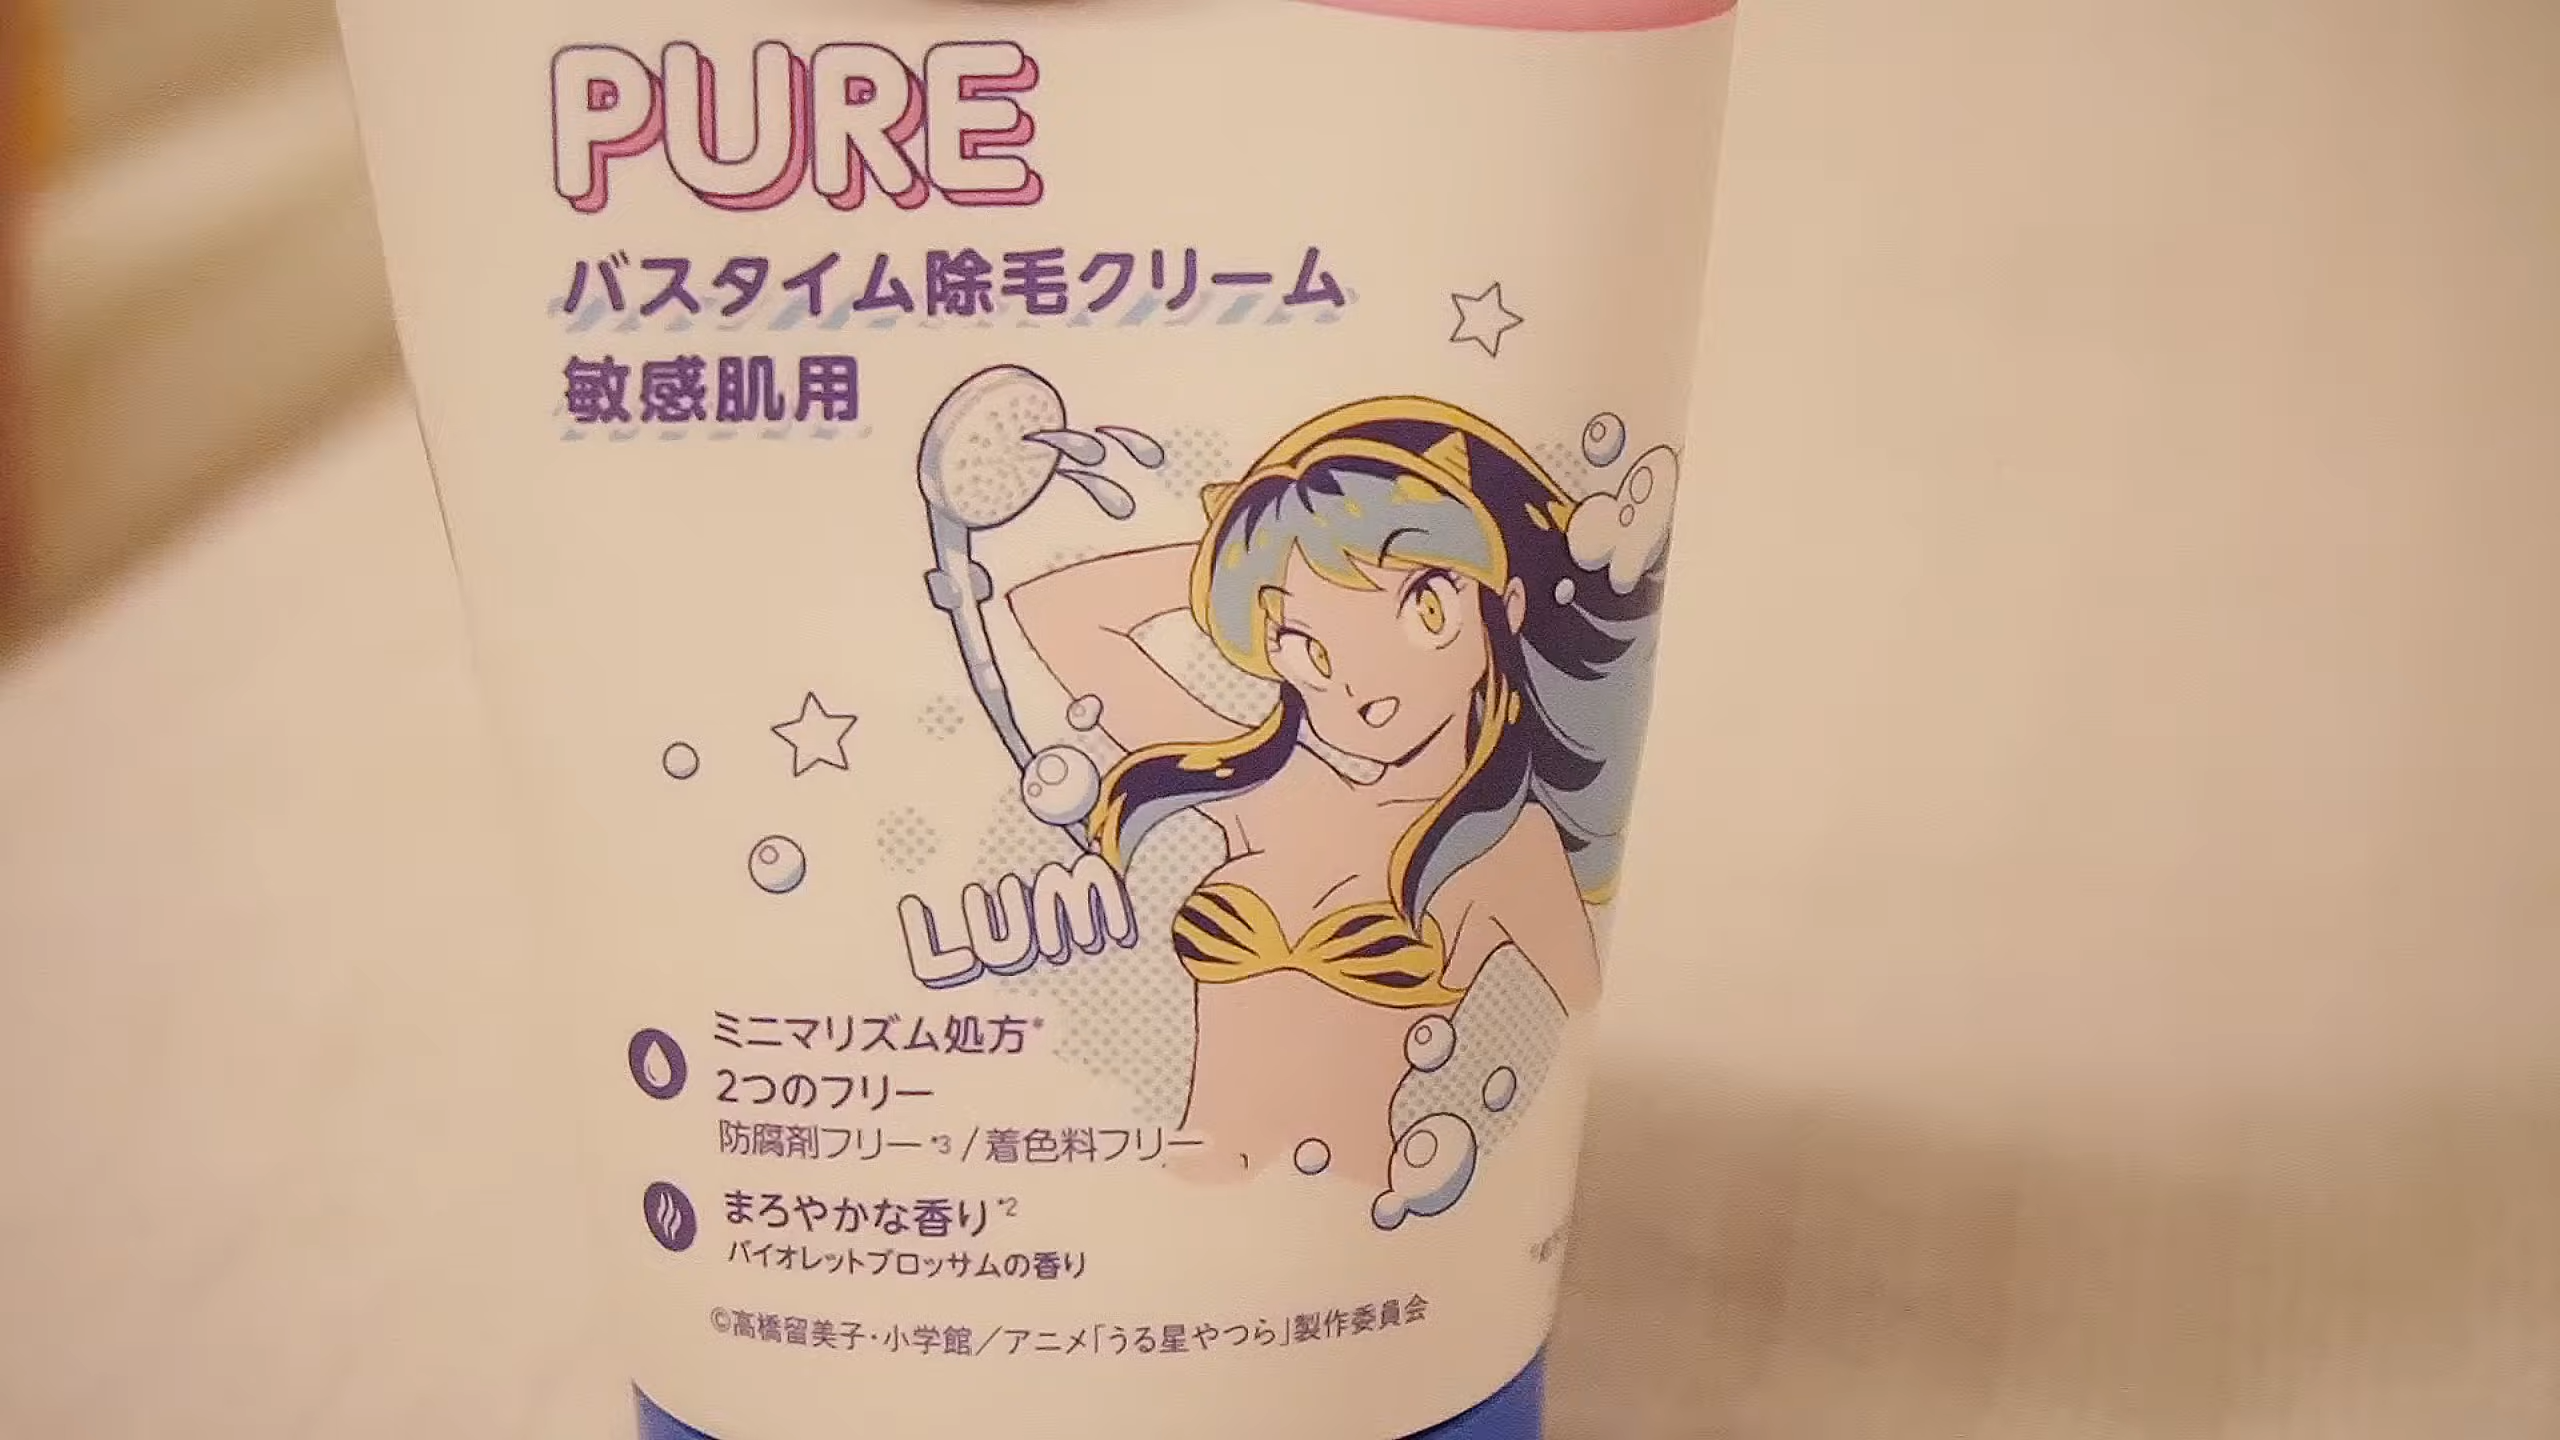 PURE
バスタイム除毛クリーム
敏感肌用
LUM
ミニマリズム処方*
2つのフリー
防腐剤フリー*3/着色料フリー
まろやかな香り*2
バイオレットブロッサムの香り
©高橋留美子・小学館/アニメ「うる星やつら」製作委員会